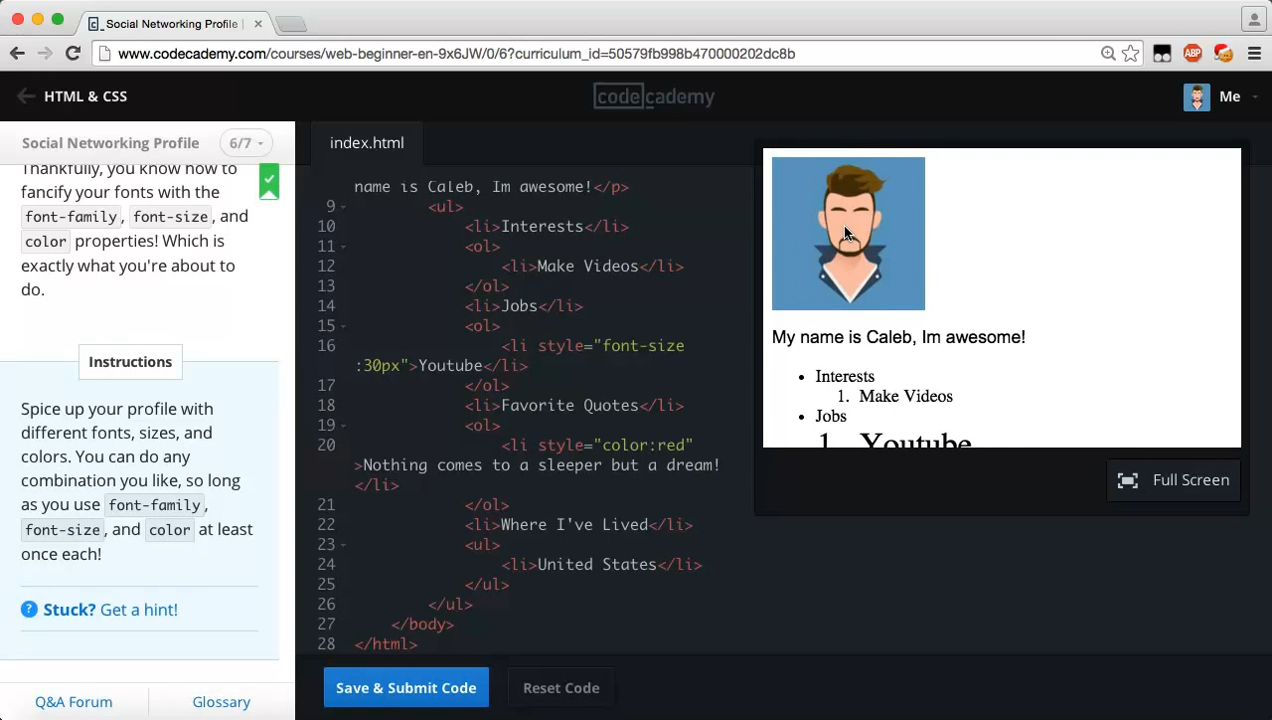 Social Networking Profile |
www.codecademy.com/courses/web-beginner-en-9x6JW/0/6?curriculum_id=50579fb998b470000202dc8b
ABP
HTML & CSS
codecademy
Me
Social Networking Profile
6/7
Thankfully, you know how to
fancify your fonts with the
font-family, font-size, and
color properties! Which is
exactly what you're about to
do.
Instructions
Spice up your profile with
different fonts, sizes, and
colors. You can do any
combination you like, so long
as you use font-family,
font-size, and color at least
once each!
? Stuck? Get a hint!
Q&A Forum
Glossary
index.html
name is Caleb, Im awesome!</p>
9 <ul>
10 <li>Interests</li>
11 <ol>
12 <li>Make Videos</li>
13 </ol>
14 <li>Jobs</li>
15 <ol>
16 <li style="font-size
:30px">Youtube</li>
17 </ol>
18 <li>Favorite Quotes</li>
19 <ol>
20 <li style="color:red"
>Nothing comes to a sleeper but a dream!
</li>
21 </ol>
22 <li>Where I've Lived</li>
23 <ul>
24 <li>United States</li>
25 </ul>
26 </ul>
27 </body>
28 </html>
Save & Submit Code
Reset Code
My name is Caleb, Im awesome!
• Interests
1. Make Videos
• Jobs
1. Youtube
Full Screen